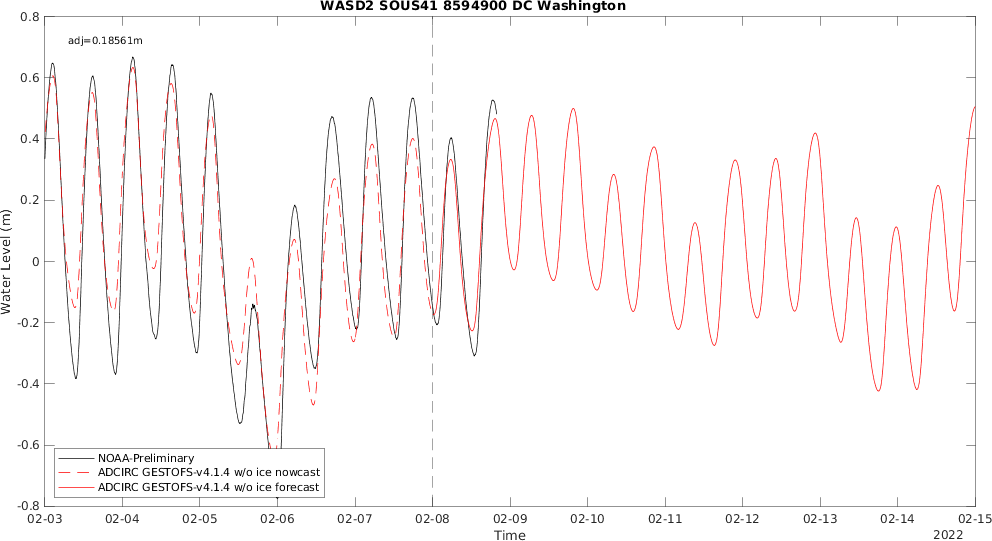 WASD2 SOUS41 8594900 DC Washington
adj=0.18561m
Water Level (m)
0.8
0.6
0.4
0.2
0
-0.2
-0.4
-0.6
-0.8
NOAA-Preliminary
ADCIRC GESTOFS-v4.1.4 w/o ice nowcast
ADCIRC GESTOFS-v4.1.4 w/o ice forecast
02-03 02-04 02-05 02-06 02-07 02-08 02-09 02-10 02-11 02-12 02-13 02-14 02-15
Time
2022